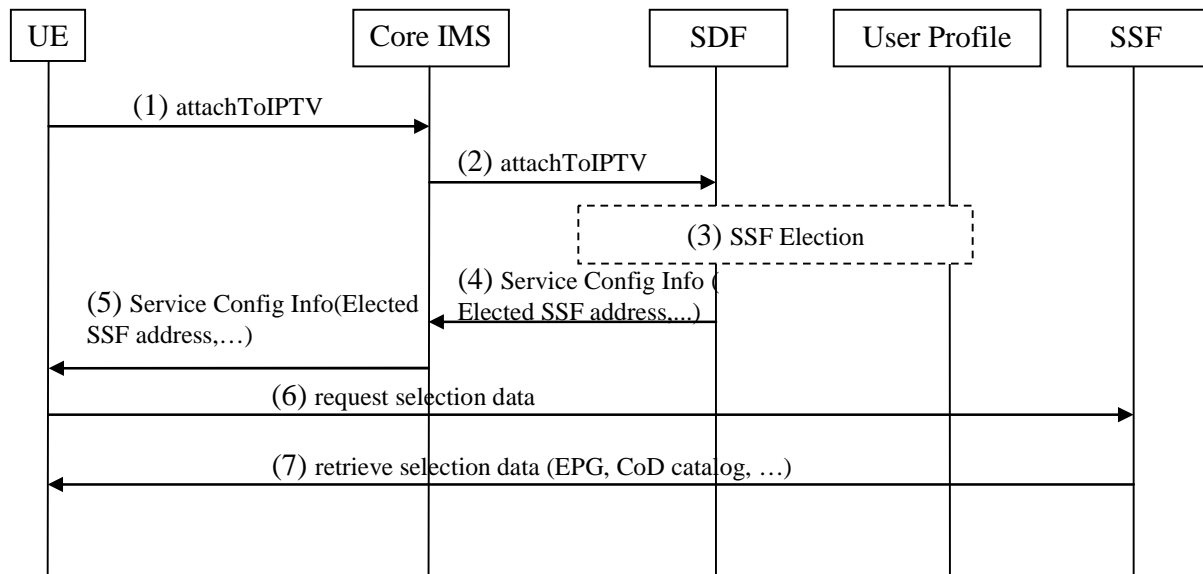 UE
Core IMS
SDF
User Profile
SSF
(1) attachToIPTV
(2) attachToIPTV
(3) SSF Election
(4) Service Config Info (
Elected SSF address,...)
(5) Service Config Info(Elected
SSF address,…)
(6) request selection data
(7) retrieve selection data (EPG, CoD catalog, …)